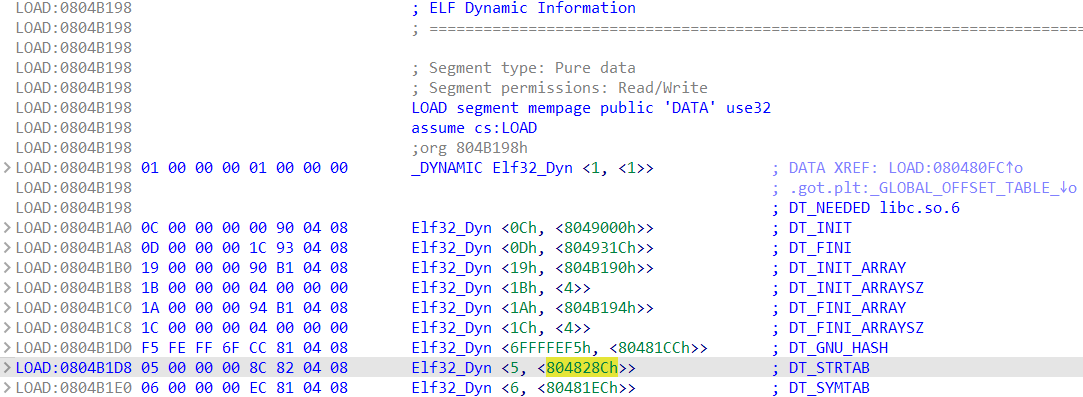 LOAD:0804B198 ; ELF Dynamic Information
LOAD:0804B198 ; ===========================================================================
LOAD:0804B198
LOAD:0804B198 ; Segment type: Pure data
LOAD:0804B198 ; Segment permissions: Read/Write
LOAD:0804B198 LOAD segment mempage public 'DATA' use32
LOAD:0804B198 assume cs:LOAD
LOAD:0804B198 ;org 804B198h
LOAD:0804B198 01 00 00 00 01 00 00 00 _DYNAMIC Elf32_Dyn <1, <1>> ; DATA XREF: LOAD:080480FC↑o
LOAD:0804B198 ; .got.plt:_GLOBAL_OFFSET_TABLE_↓o
LOAD:0804B198 ; DT_NEEDED libc.so.6
LOAD:0804B1A0 0C 00 00 00 00 90 04 08 Elf32_Dyn <0Ch, <8049000h>> ; DT_INIT
LOAD:0804B1A8 0D 00 00 00 1C 93 04 08 Elf32_Dyn <0Dh, <804931Ch>> ; DT_FINI
LOAD:0804B1B0 19 00 00 00 90 B1 04 08 Elf32_Dyn <19h, <804B190h>> ; DT_INIT_ARRAY
LOAD:0804B1B8 1B 00 00 00 04 00 00 00 Elf32_Dyn <1Bh, <4>> ; DT_INIT_ARRAYSZ
LOAD:0804B1C0 1A 00 00 00 94 B1 04 08 Elf32_Dyn <1Ah, <804B194h>> ; DT_FINI_ARRAY
LOAD:0804B1C8 1C 00 00 00 04 00 00 00 Elf32_Dyn <1Ch, <4>> ; DT_FINI_ARRAYSZ
LOAD:0804B1D0 F5 FE FF 6F CC 81 04 08 Elf32_Dyn <6FFFFEF5h, <80481CCh>> ; DT_GNU_HASH
LOAD:0804B1D8 05 00 00 00 8C 82 04 08 Elf32_Dyn <5, <804828Ch>> ; DT_STRTAB
LOAD:0804B1E0 06 00 00 00 EC 81 04 08 Elf32_Dyn <6, <80481ECh>> ; DT_SYMTAB